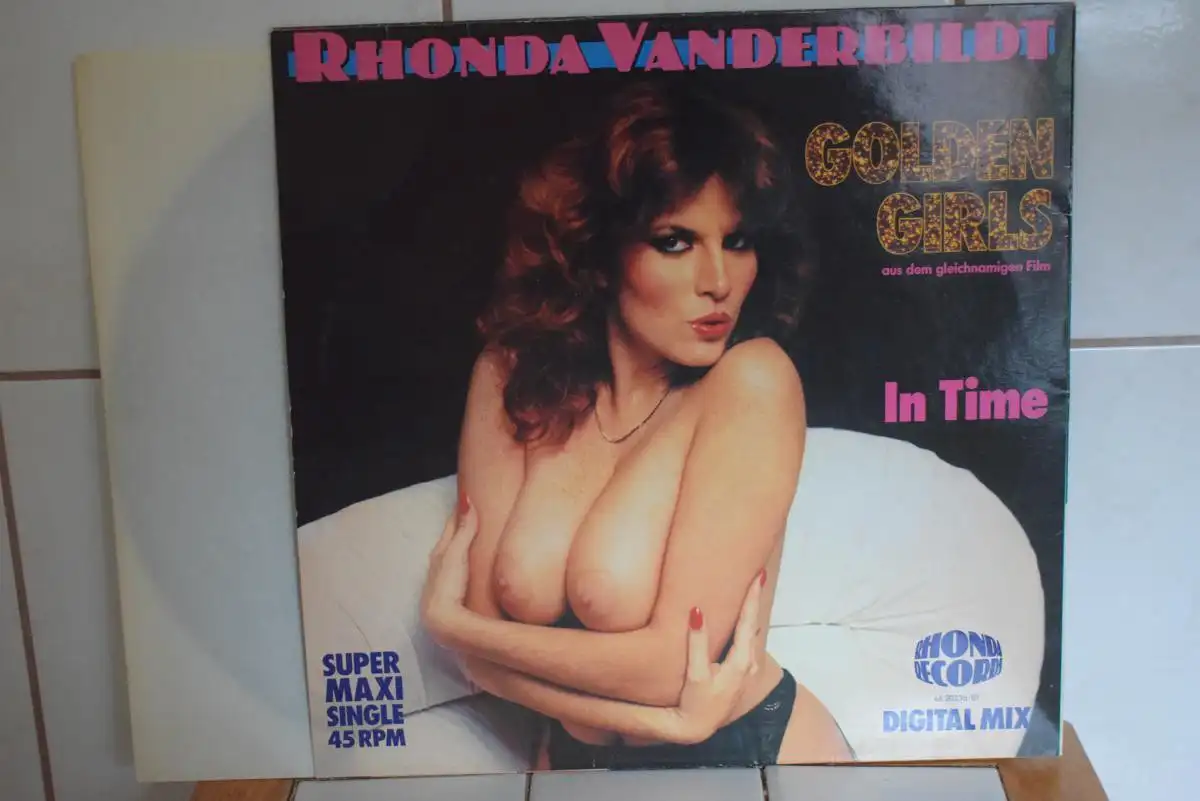 RHONDA VANDERBILDT
GOLDEN
GIRLS
aus dem gleichnamigen Film
In Time
SUPER
MAXI
SINGLE
45 RPM
RHONDA
RECORDS
DIGITAL MIX